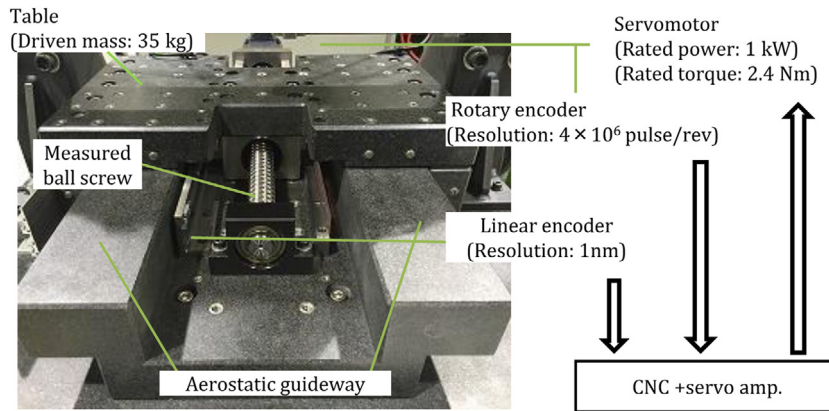 Table
(Driven mass: 35 kg)
Servomotor
(Rated power: 1 kW)
(Rated torque: 2.4 Nm)
Rotary encoder
(Resolution: 4 × 10⁶ pulse/rev)
Measured
ball screw
Linear encoder
(Resolution: 1nm)
Aerostatic guideway
CNC +servo amp.